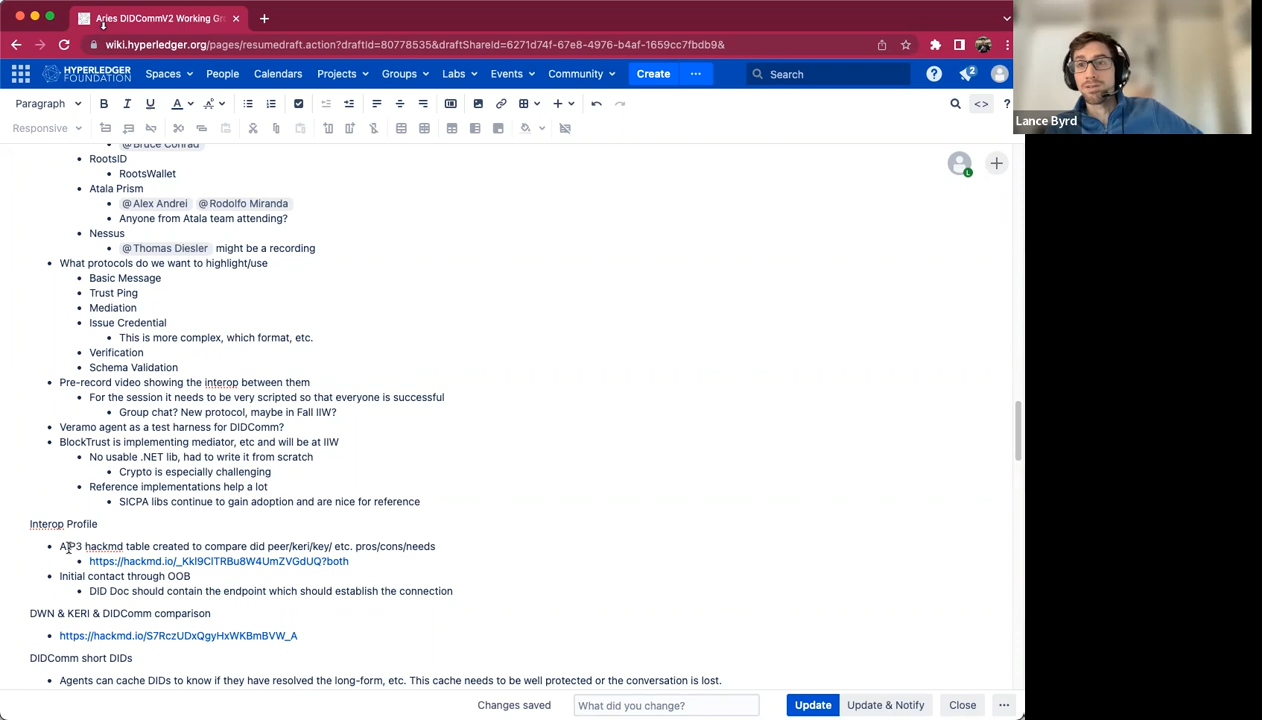 Aries DIDCommV2 Working Gr
wiki.hyperledger.org/pages/resumedraft.action?draftId=80778535&draftShareId=6271d74f-67e8-4976-b4af-1659cc7fbdb9&
HYPERLEDGER
FOUNDATION
Spaces People Calendars Projects Groups Labs Events Community Create ··· Search 2
Paragraph B I U A
Responsive
@Bruce Conrad
RootsID
RootsWallet
Atala Prism
@Alex Andrei @Rodolfo Miranda
Anyone from Atala team attending?
Nessus
@Thomas Diesler might be a recording
What protocols do we want to highlight/use
Basic Message
Trust Ping
Mediation
Issue Credential
This is more complex, which format, etc.
Verification
Schema Validation
Pre-record video showing the interop between them
For the session it needs to be very scripted so that everyone is successful
Group chat? New protocol, maybe in Fall IIW?
Veramo agent as a test harness for DIDComm?
BlockTrust is implementing mediator, etc and will be at IIW
No usable .NET lib, had to write it from scratch
Crypto is especially challenging
Reference implementations help a lot
SICPA libs continue to gain adoption and are nice for reference
Interop Profile
AIP3 hackmd table created to compare did peer/keri/key/ etc. pros/cons/needs
https://hackmd.io/_KkI9ClTRBu8W4UmZVGdUQ?both
Initial contact through OOB
DID Doc should contain the endpoint which should establish the connection
DWN & KERI & DIDComm comparison
https://hackmd.io/S7RczUDxQgyHxWKBmBVW_A
DIDComm short DIDs
Agents can cache DIDs to know if they have resolved the long-form, etc. This cache needs to be well protected or the conversation is lost.
Changes saved What did you change? Update Update & Notify Close ···
Lance Byrd